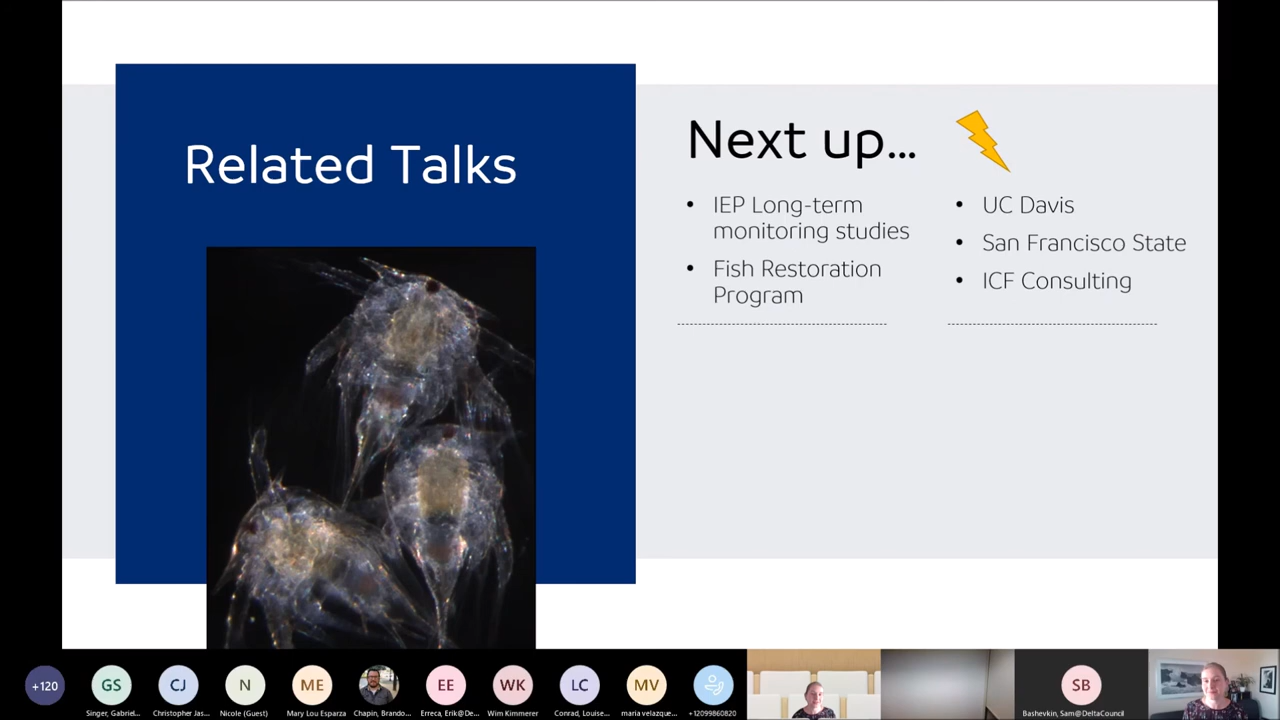 Related Talks
Next up...
• IEP Long-term
monitoring studies
• Fish Restoration
Program
• UC Davis
• San Francisco State
• ICF Consulting
+120
GS
CJ
N
ME
EE
WK
LC
MV
SB
Singer, Gabriel...
Christopher Jas...
Nicole (Guest)
Mary Lou Esparza
Chapin, Brando...
Erreca, Erik@De...
Wim Kimmerer
Conrad, Louise...
maria velazque...
+12099860820
Bashevkin, Sam@DeltaCouncil